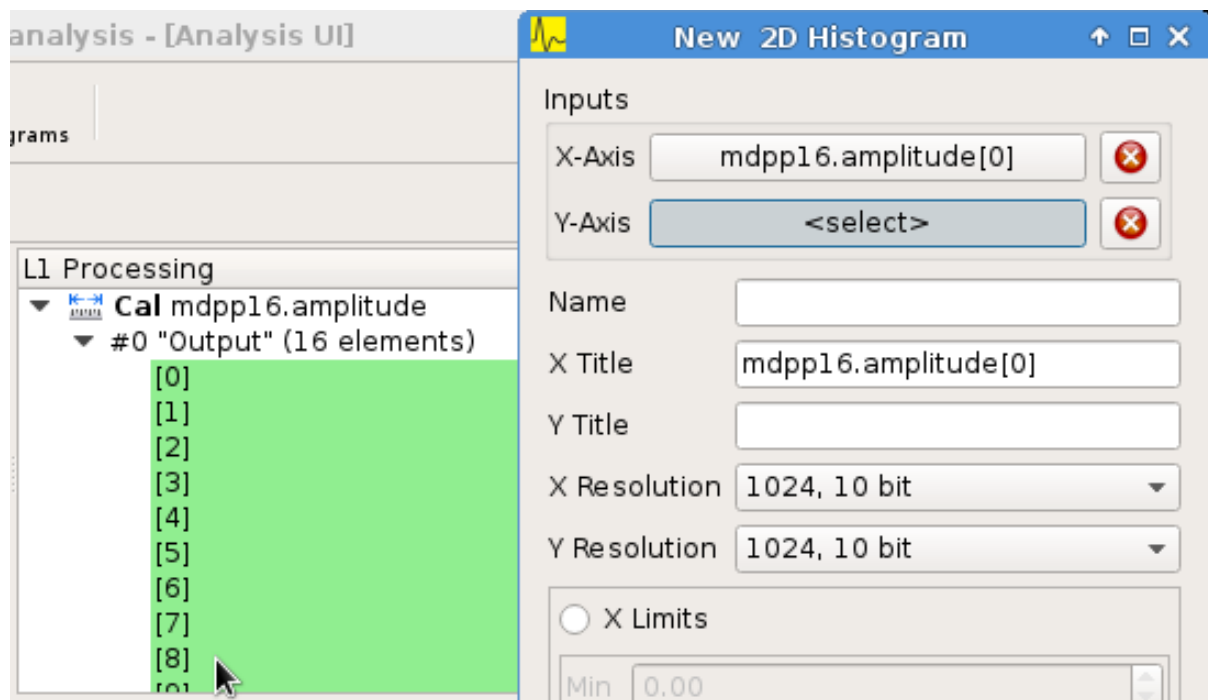 analysis - [Analysis UI]
grams
L1 Processing
Cal mdpp16.amplitude
#0 "Output" (16 elements)
[0]
[1]
[2]
[3]
[4]
[5]
[6]
[7]
[8]
[9]
New 2D Histogram
Inputs
X-Axis mdpp16.amplitude[0]
Y-Axis <select>
Name
X Title mdpp16.amplitude[0]
Y Title
X Resolution 1024, 10 bit
Y Resolution 1024, 10 bit
X Limits
Min 0.00